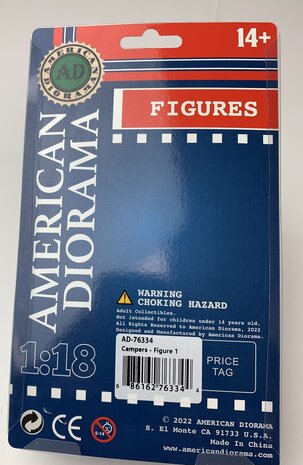 14+
AMERICAN
DIORAMA
AD
FIGURES
AMERICAN
DIORAMA
1:18
WARNING
CHOKING HAZARD
Adult Collectibles.
Not intended for children under 14 years old.
All Rights Reserved to American Diorama, 2022
Designed and Manufactured by American Diorama.
AD-76334
Campers - Figure 1
6 86162 76334 4
PRICE
TAG
CE
0-14
© 2022 AMERICAN DIORAMA
S. El Monte CA 91733 U.S.A.
Made In China
www.americandiorama.com